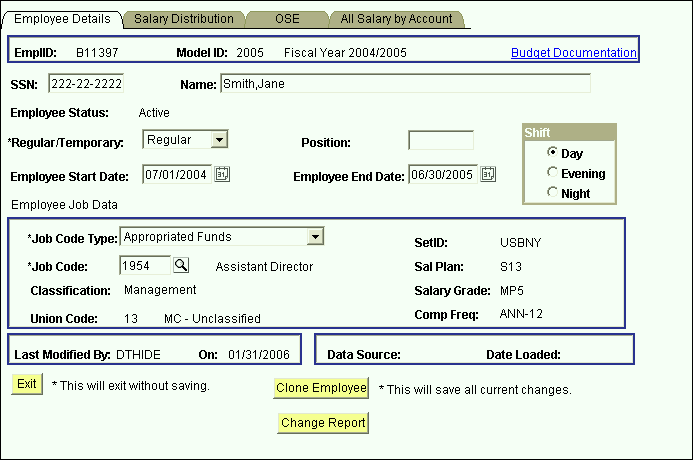 Employee Details Salary Distribution OSE All Salary by Account
EmplID: B11397 Model ID: 2005 Fiscal Year 2004/2005 Budget Documentation
SSN: 222-22-2222 Name: Smith,Jane
Employee Status: Active
*Regular/Temporary: Regular Position:
Shift
Day
Evening
Night
Employee Start Date: 07/01/2004 31 Employee End Date: 06/30/2005 31
Employee Job Data
*Job Code Type: Appropriated Funds SetID: USBNY
*Job Code: 1954 Assistant Director Sal Plan: S13
Classification: Management Salary Grade: MP5
Union Code: 13 MC - Unclassified Comp Freq: ANN-12
Last Modified By: DTHIDE On: 01/31/2006 Data Source: Date Loaded:
Exit * This will exit without saving. Clone Employee * This will save all current changes.
Change Report